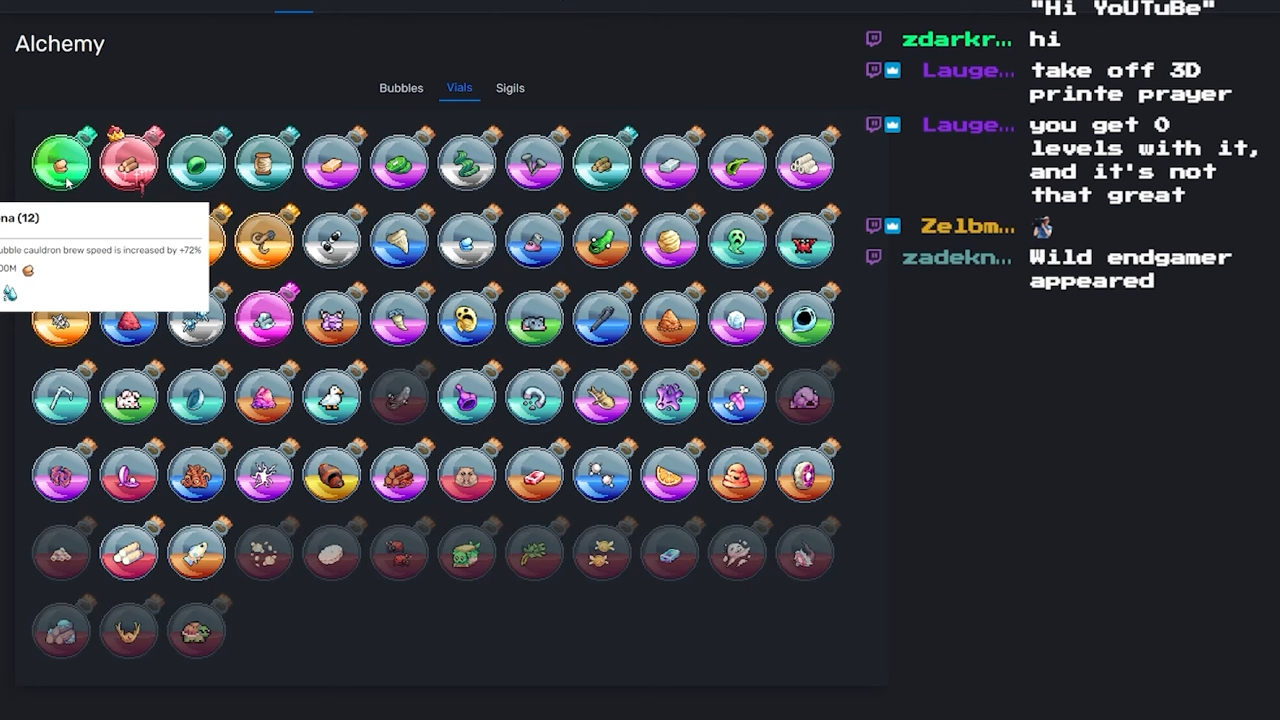 "Hi YoUTuBe"
Alchemy
zdarkr... hi
Lauge... take off 3D
printe prayer
Bubbles Vials Sigils
Lauge... you get 0
levels with it,
and it's not
that great
na (12)
ubble cauldron brew speed is increased by +72%
00M
Zelbm...
zadekn... Wild endgamer
appeared